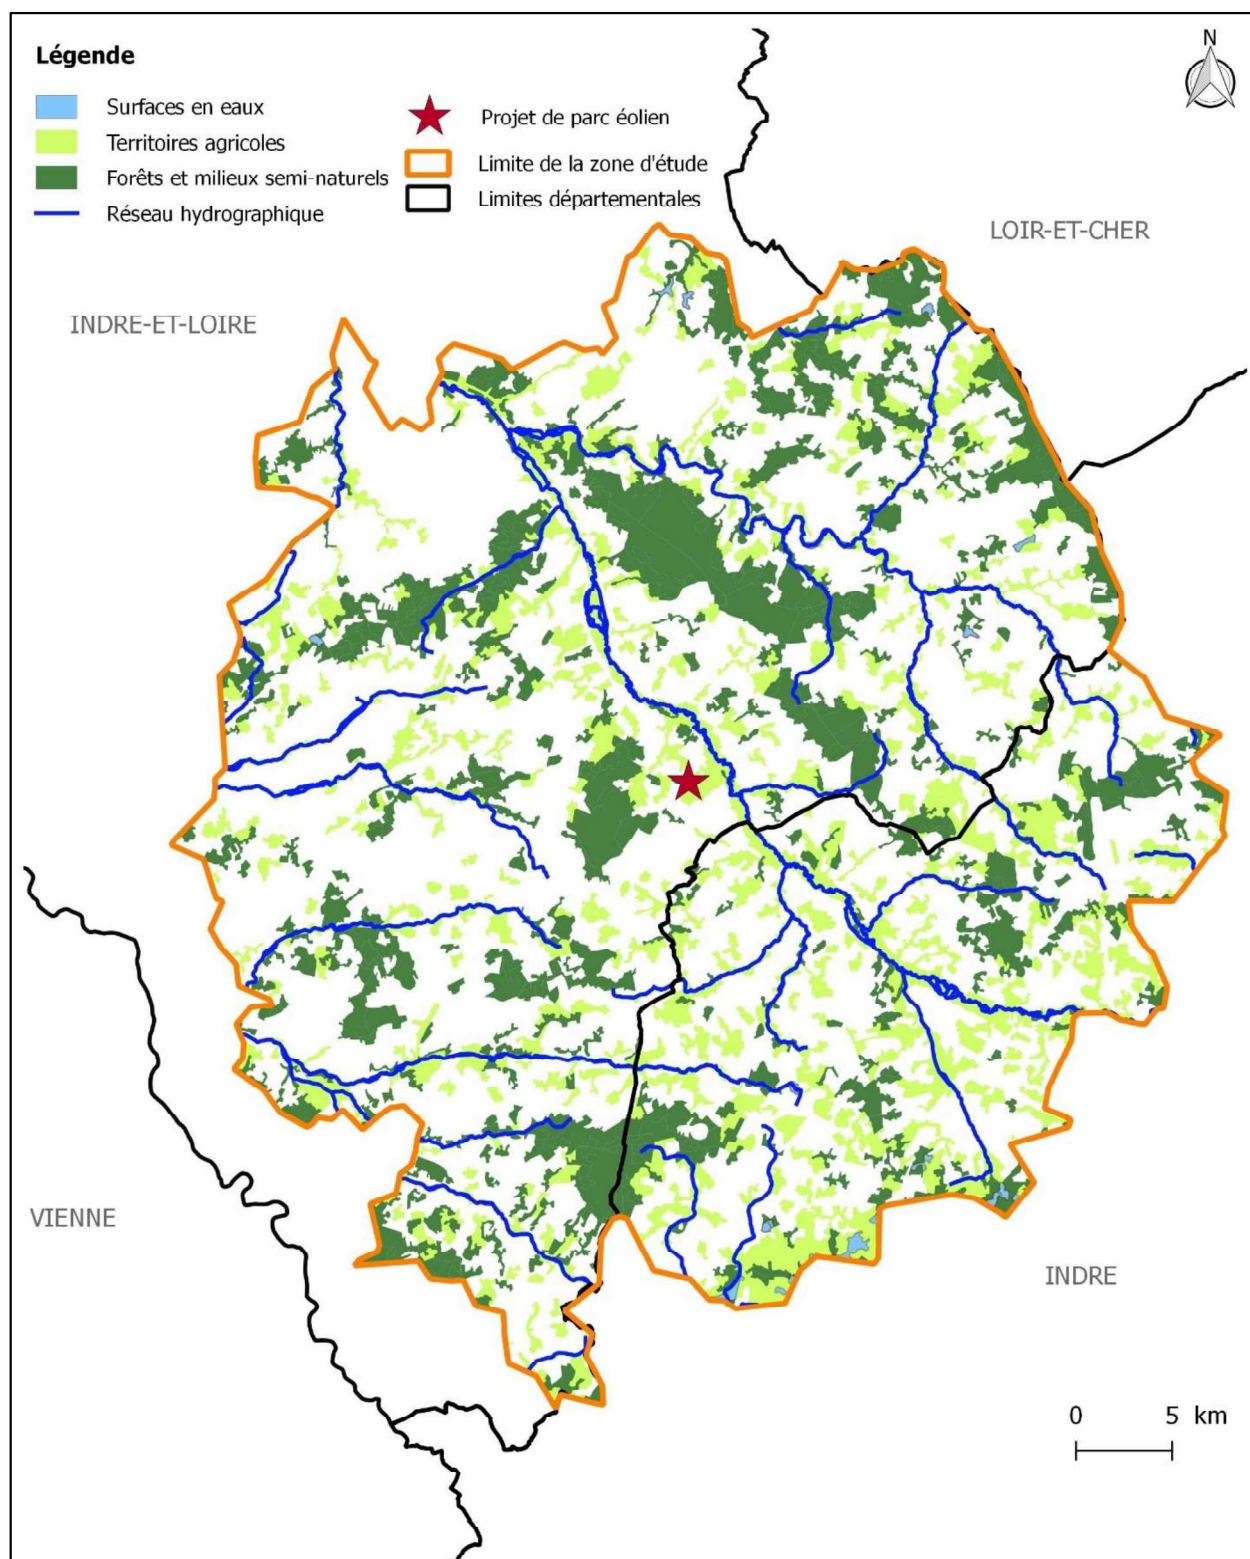 Légende
Surfaces en eaux
Territoires agricoles
Forêts et milieux semi-naturels
Réseau hydrographique
Projet de parc éolien
Limite de la zone d'étude
Limites départementales
N
LOIR-ET-CHER
INDRE-ET-LOIRE
VIENNE
INDRE
0 5 km